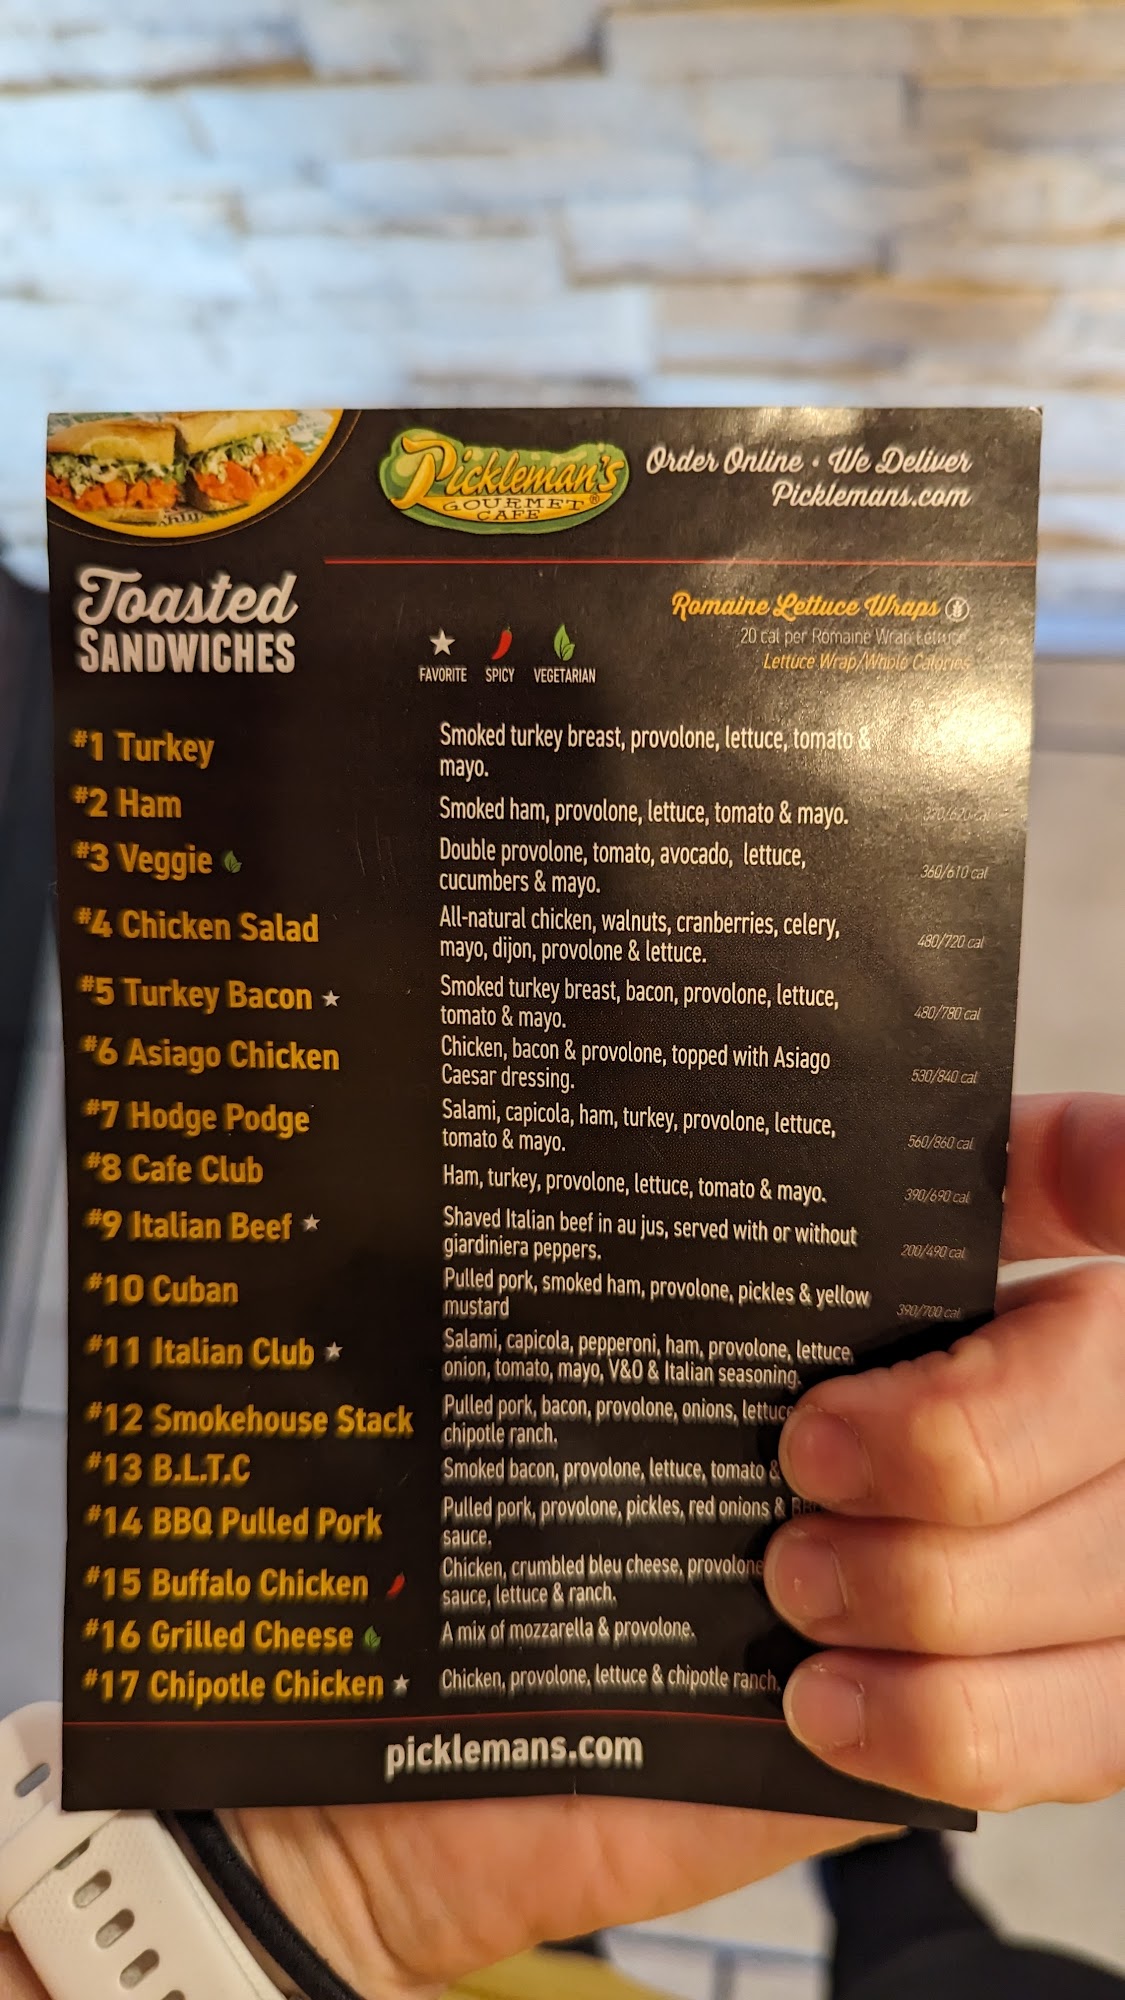 Pickleman's
GOURMET
CAFE
®
Order Online · We Deliver
Picklemans.com
Toasted
SANDWICHES
FAVORITE SPICY VEGETARIAN
Romaine Lettuce Wraps
20 cal per Romaine Wrap Lettuce
Lettuce Wrap/Whole Calories
#1 Turkey
Smoked turkey breast, provolone, lettuce, tomato &
mayo.
#2 Ham
Smoked ham, provolone, lettuce, tomato & mayo.
#3 Veggie
Double provolone, tomato, avocado, lettuce,
cucumbers & mayo.
360/610 cal
#4 Chicken Salad
All-natural chicken, walnuts, cranberries, celery,
mayo, dijon, provolone & lettuce.
480/720 cal
#5 Turkey Bacon
Smoked turkey breast, bacon, provolone, lettuce,
tomato & mayo.
480/780 cal
#6 Asiago Chicken
Chicken, bacon & provolone, topped with Asiago
Caesar dressing.
530/840 cal
#7 Hodge Podge
Salami, capicola, ham, turkey, provolone, lettuce,
tomato & mayo.
560/860 cal
#8 Cafe Club
Ham, turkey, provolone, lettuce, tomato & mayo.
390/690 cal
#9 Italian Beef
Shaved Italian beef in au jus, served with or without
giardiniera peppers.
200/490 cal
#10 Cuban
Pulled pork, smoked ham, provolone, pickles & yellow
mustard
390/700 cal
#11 Italian Club
Salami, capicola, pepperoni, ham, provolone, lettuce,
onion, tomato, mayo, V&O & Italian seasoning.
#12 Smokehouse Stack
Pulled pork, bacon, provolone, onions, lettuce
chipotle ranch.
#13 B.L.T.C
Smoked bacon, provolone, lettuce, tomato &
#14 BBQ Pulled Pork
Pulled pork, provolone, pickles, red onions &
sauce.
#15 Buffalo Chicken
Chicken, crumbled bleu cheese, provolone
sauce, lettuce & ranch.
#16 Grilled Cheese
A mix of mozzarella & provolone.
#17 Chipotle Chicken
Chicken, provolone, lettuce & chipotle ranch.
picklemans.com